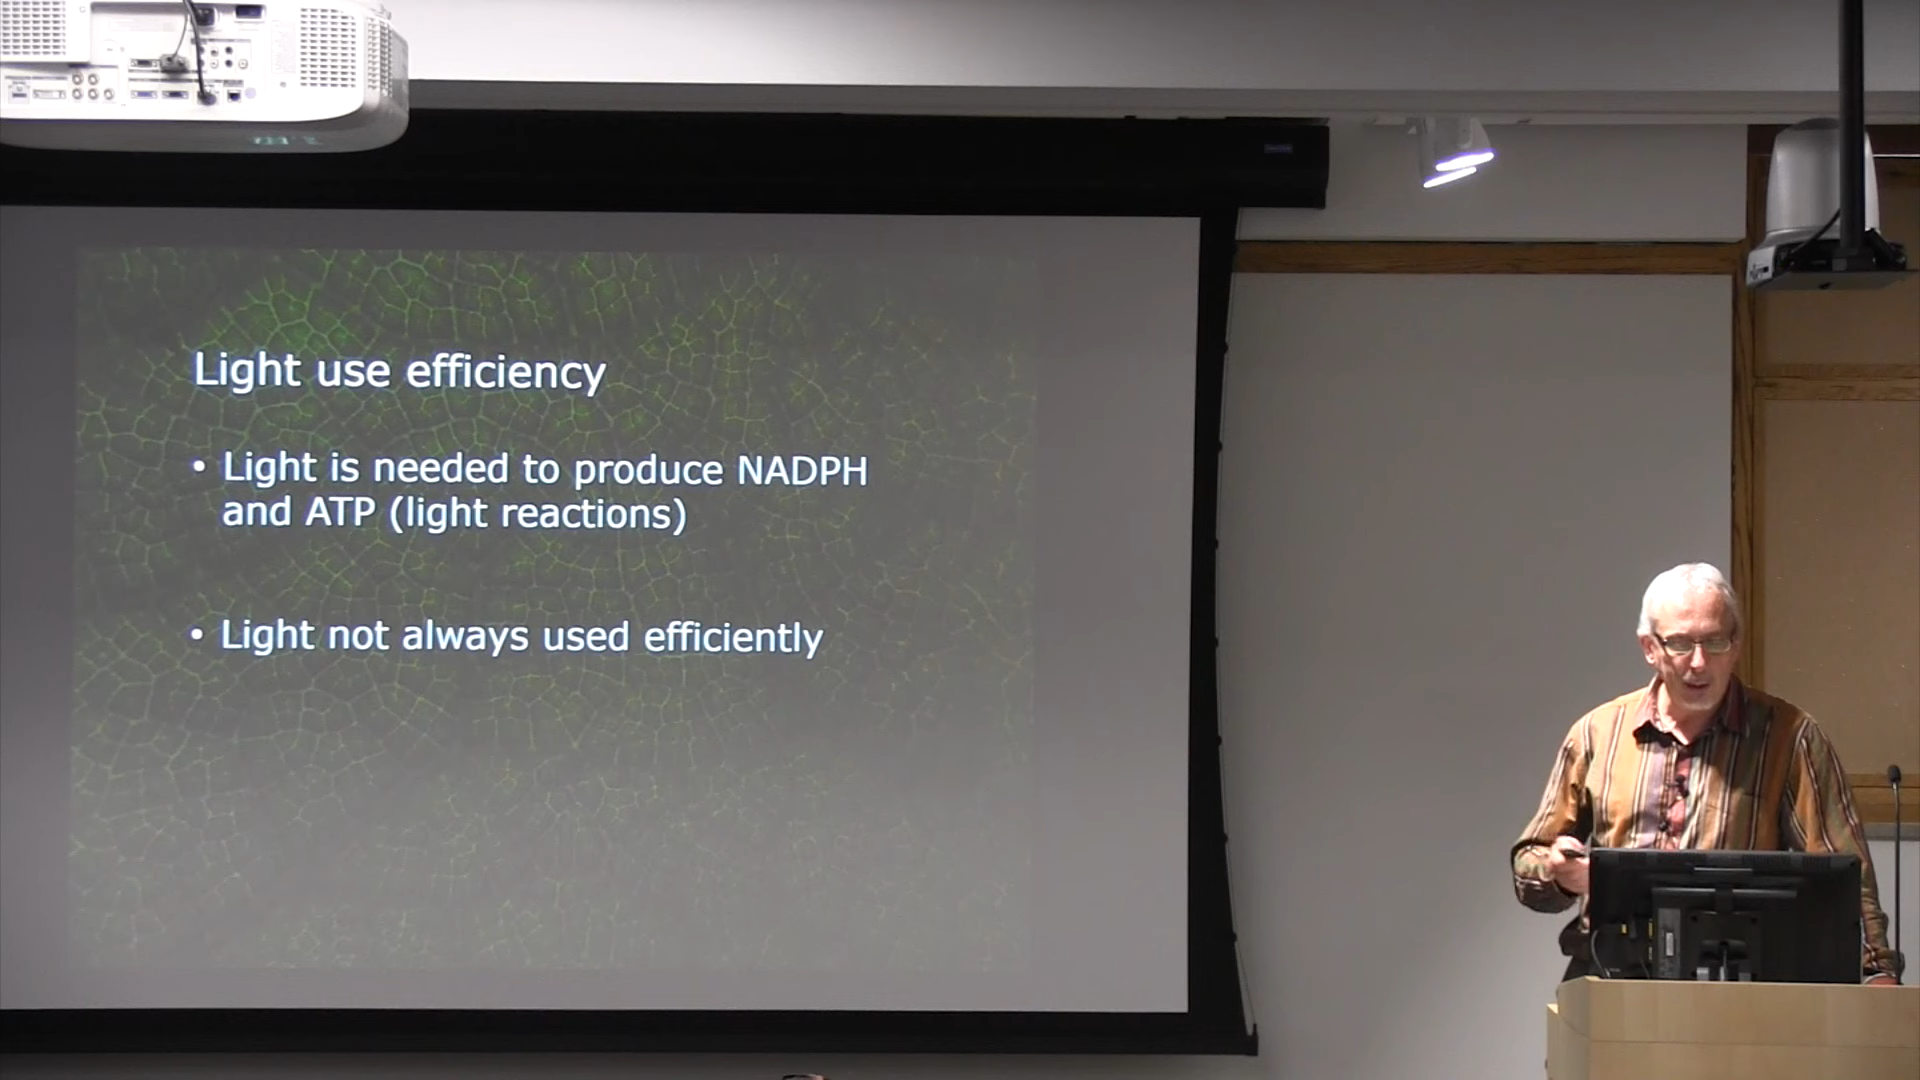 Light use efficiency
• Light is needed to produce NADPH
and ATP (light reactions)
• Light not always used efficiently